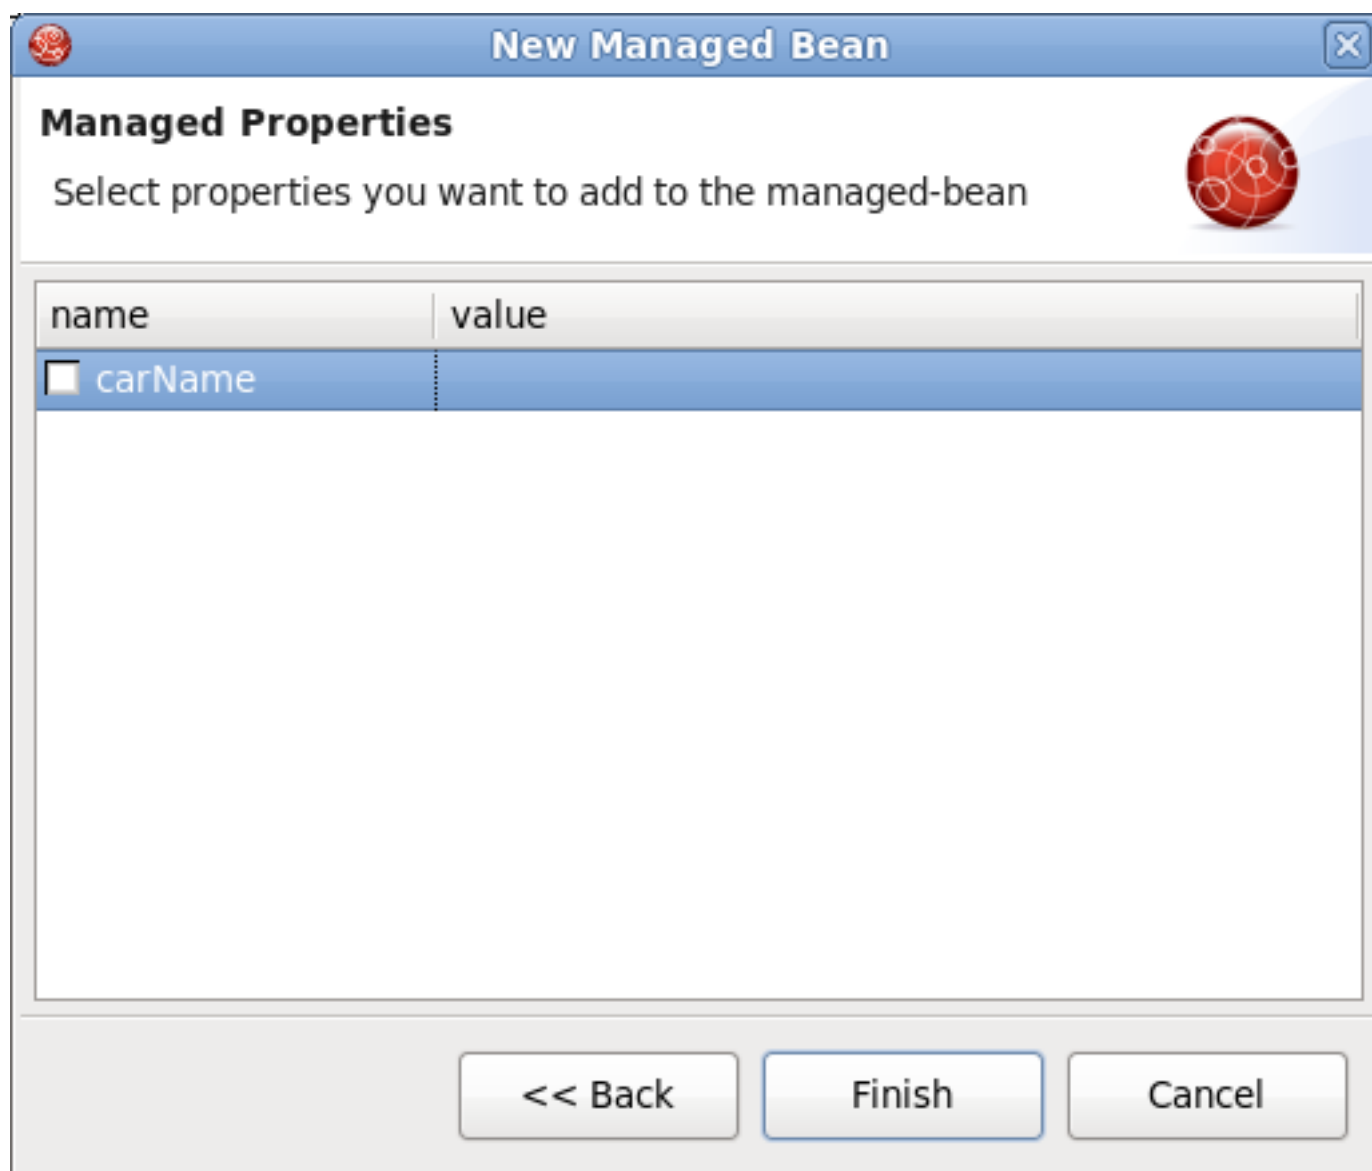 New Managed Bean
Managed Properties
Select properties you want to add to the managed-bean
name value
carName
<< Back Finish Cancel